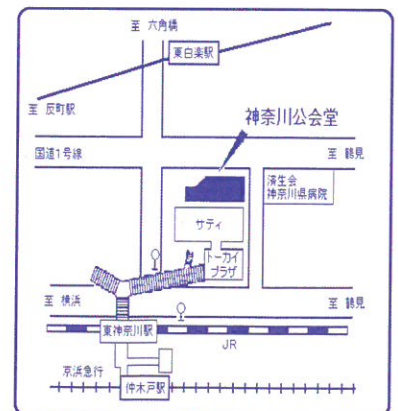 至 六角橋
東白楽駅
至 反町駅
神奈川公会堂
国道1号線
至 鶴見
済生会
神奈川県病院
サティ
トーカイ
プラザ
至 横浜
至 鶴見
東神奈川駅
JR
京浜急行
仲木戸駅